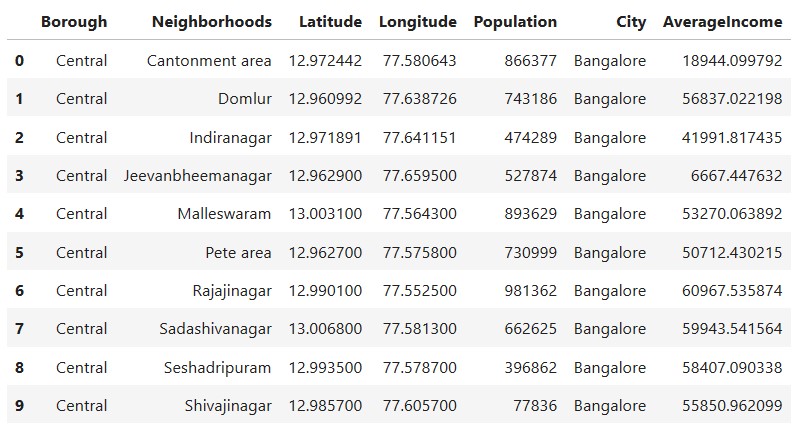 Borough Neighborhoods Latitude Longitude Population City AverageIncome
0 Central Cantonment area 12.972442 77.580643 866377 Bangalore 18944.099792
1 Central Domlur 12.960992 77.638726 743186 Bangalore 56837.022198
2 Central Indiranagar 12.971891 77.641151 474289 Bangalore 41991.817435
3 Central Jeevanbheemanagar 12.962900 77.659500 527874 Bangalore 6667.447632
4 Central Malleswaram 13.003100 77.564300 893629 Bangalore 53270.063892
5 Central Pete area 12.962700 77.575800 730999 Bangalore 50712.430215
6 Central Rajajinagar 12.990100 77.552500 981362 Bangalore 60967.535874
7 Central Sadashivanagar 13.006800 77.581300 662625 Bangalore 59943.541564
8 Central Seshadripuram 12.993500 77.578700 396862 Bangalore 58407.090338
9 Central Shivajinagar 12.985700 77.605700 77836 Bangalore 55850.962099